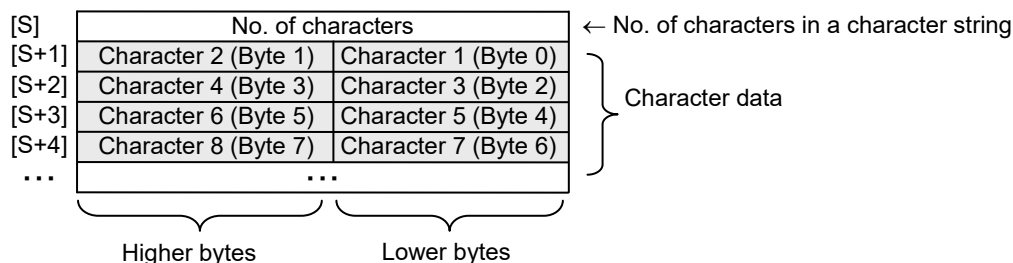 [S] No. of characters ← No. of characters in a character string
[S+1] Character 2 (Byte 1) Character 1 (Byte 0)
[S+2] Character 4 (Byte 3) Character 3 (Byte 2)
Character data
[S+3] Character 6 (Byte 5) Character 5 (Byte 4)
[S+4] Character 8 (Byte 7) Character 7 (Byte 6)
... ...
Higher bytes Lower bytes